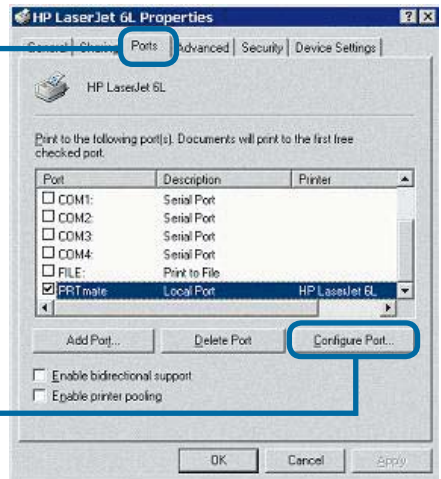 HP LaserJet 6L Properties
General Sharing Ports Advanced Security Device Settings
HP LaserJet 6L
Print to the following port(s). Documents will print to the first free
checked port.
Port Description Printer
COM1: Serial Port
COM2: Serial Port
COM3: Serial Port
COM4: Serial Port
FILE: Print to File
PRTmate: Local Port HP LaserJet 6L
Add Port... Delete Port Configure Port...
Enable bidirectional support
Enable printer pooling
OK Cancel Apply